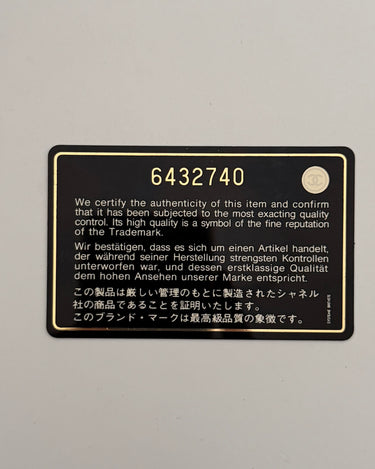 6432740
We certify the authenticity of this item and confirm
that it has been subjected to the most exacting quality
control. Its high quality is a symbol of the fine reputation
of the Trademark.
Wir bestätigen, dass es sich um einen Artikel handelt,
der während seiner Herstellung strengsten Kontrollen
unterworfen war, und dessen erstklassige Qualität
dem hohen Ansehen unserer Marke entspricht.
この製品は厳しい管理のもとに製造されたシャネル
社の商品であることを証明いたします。
このブランド・マークは最高級品質の象徴です。